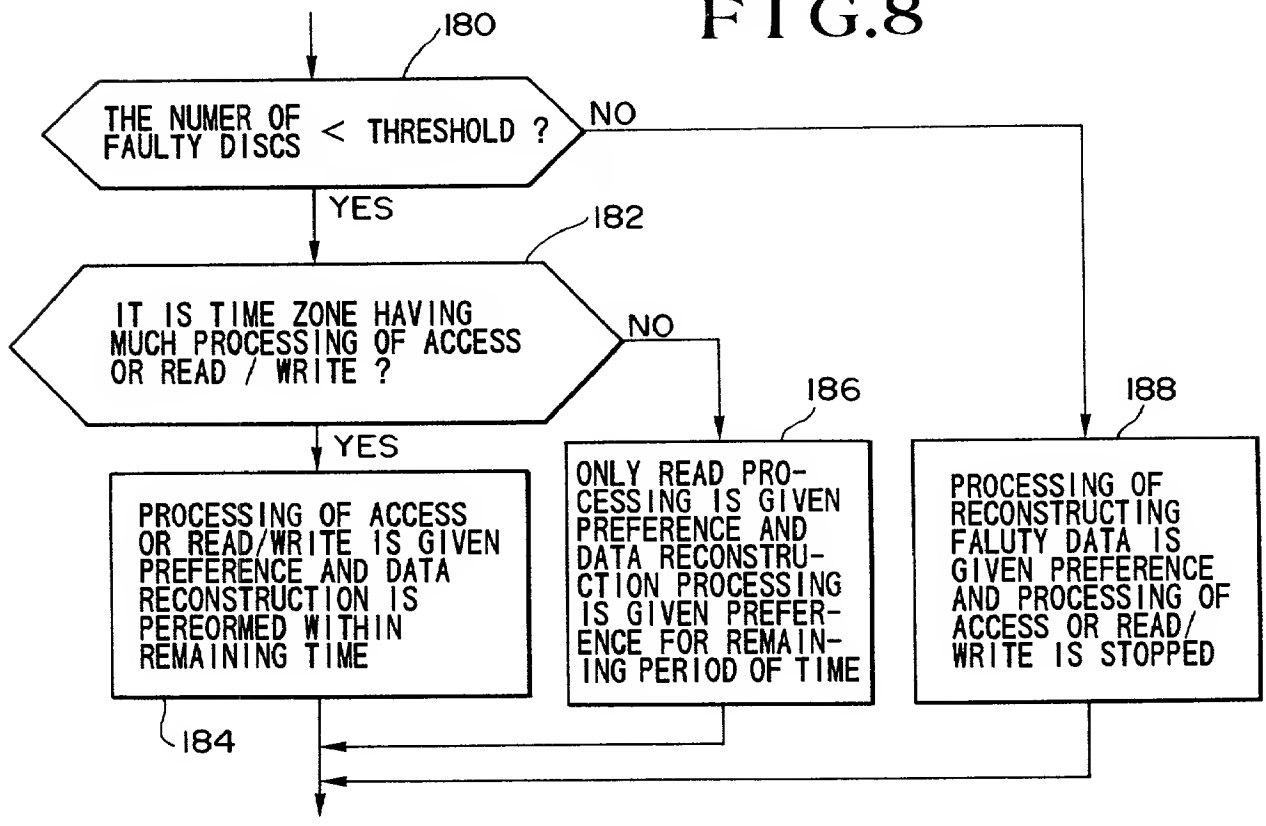 FIG.8
180
THE NUMER OF
FAULTY DISCS < THRESHOLD ?
NO
YES
182
IT IS TIME ZONE HAVING
MUCH PROCESSING OF ACCESS
OR READ / WRITE ?
NO
YES
186
188
PROCESSING OF ACCESS
OR READ/WRITE IS GIVEN
PREFERENCE AND DATA
RECONSTRUCTION IS
PEREORMED WITHIN
REMAINING TIME
184
ONLY READ PRO-
CESSING IS GIVEN
PREFERENCE AND
DATA RECONSTRU-
CTION PROCESSING
IS GIVEN PREFER-
ENCE FOR REMAIN-
ING PERIOD OF TIME
PROCESSING OF
RECONSTRUCTING
FALUTY DATA IS
GIVEN PREFERENCE
AND PROCESSING OF
ACCESS OR READ/
WRITE IS STOPPED